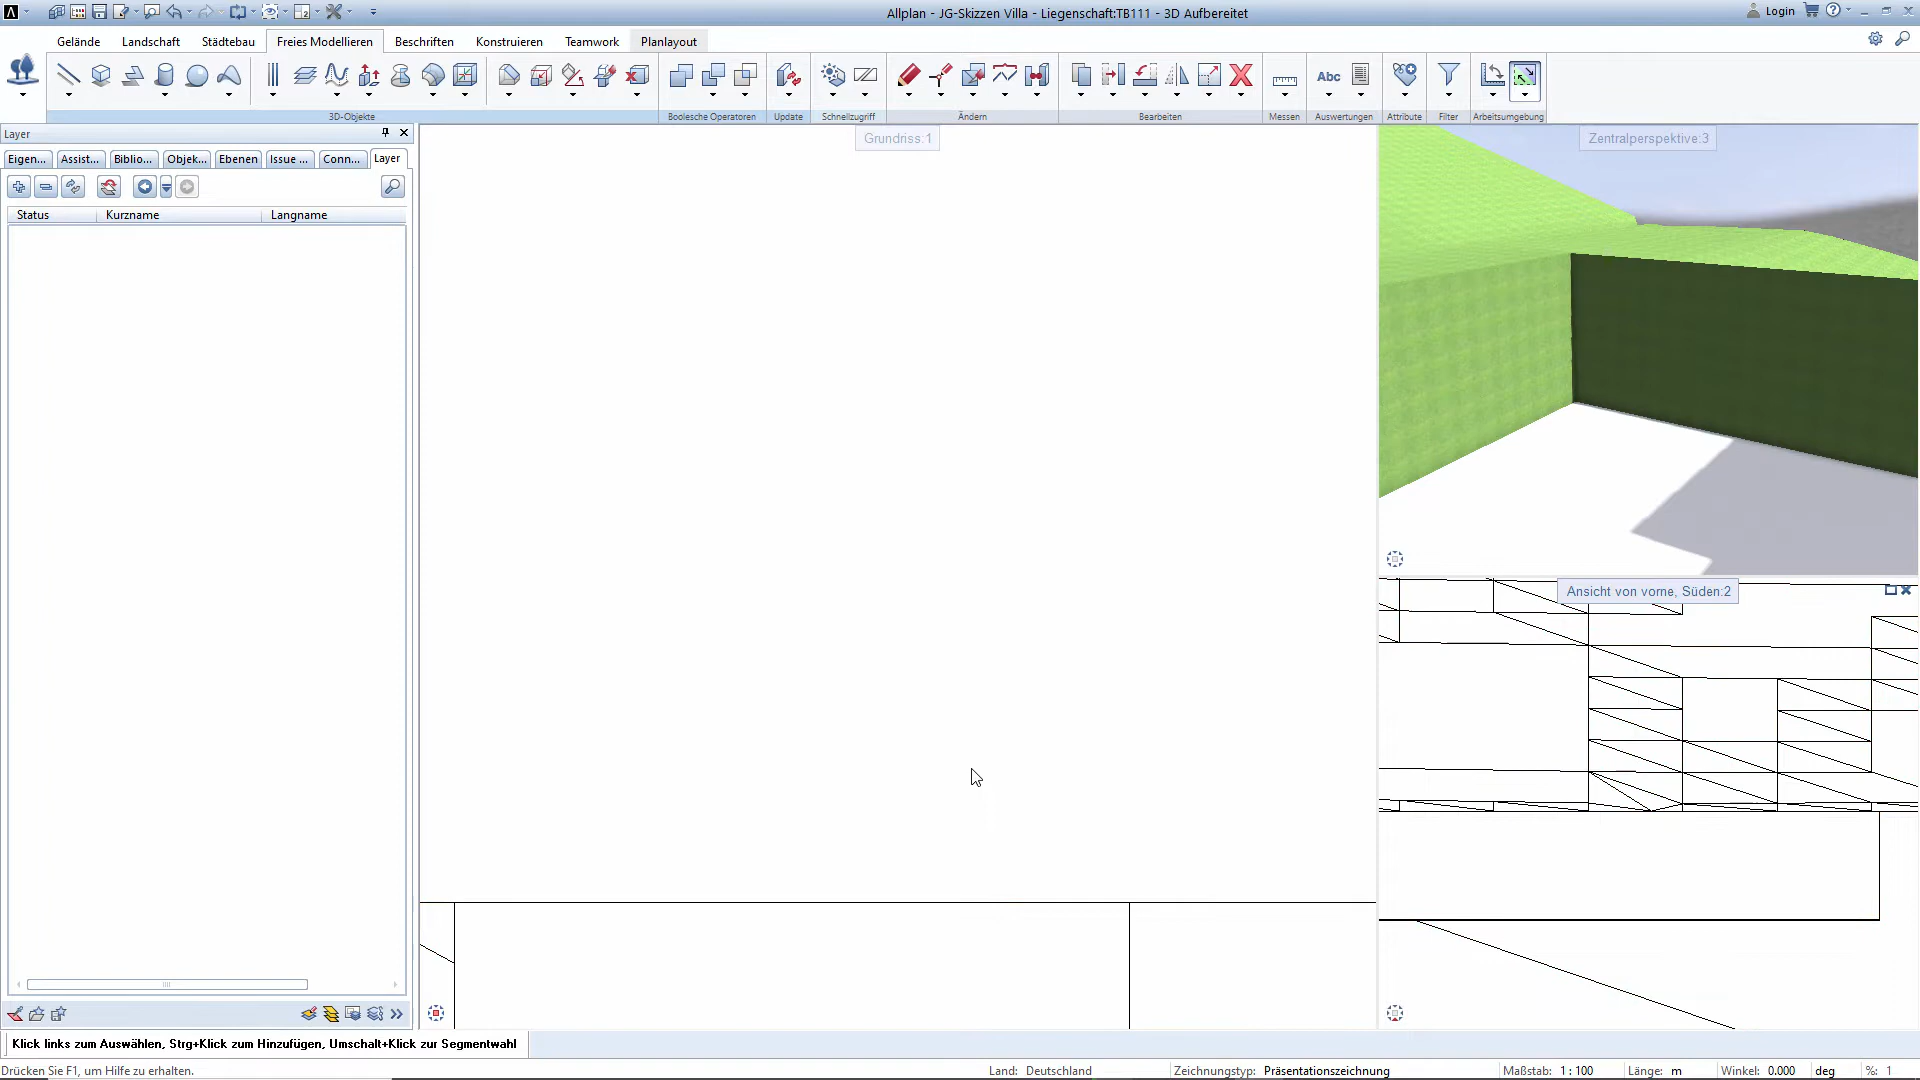 Allplan - JG-Skizzen Villa - Liegenschaft:TB111 - 3D Aufbereitet
Login
Gelände Landschaft Städtebau Freies Modellieren Beschriften Konstruieren Teamwork Planlayout
Abc
3D-Objekte Boolesche Operatoren Update Schnellzugriff Ändern Bearbeiten Messen Auswertungen Attribute Filter Arbeitsumgebung
Layer
Eigen... Assist... Biblio... Objek... Ebenen Issue ... Conn... Layer
Status Kurzname Langname
Grundriss:1
Zentralperspektive:3
Ansicht von vorne, Süden:2
Klick links zum Auswählen, Strg+Klick zum Hinzufügen, Umschalt+Klick zur Segmentwahl
Drücken Sie F1, um Hilfe zu erhalten. Land: Deutschland Zeichnungstyp: Präsentationszeichnung Maßstab: 1 : 100 Länge: m Winkel: 0.000 deg %: 1